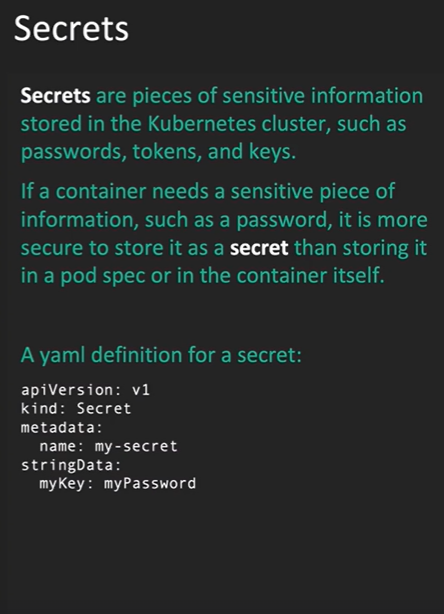 Secrets
Secrets are pieces of sensitive information
stored in the Kubernetes cluster, such as
passwords, tokens, and keys.
If a container needs a sensitive piece of
information, such as a password, it is more
secure to store it as a secret than storing it
in a pod spec or in the container itself.
A yaml definition for a secret:
apiVersion: v1
kind: Secret
metadata:
  name: my-secret
stringData:
  myKey: myPassword